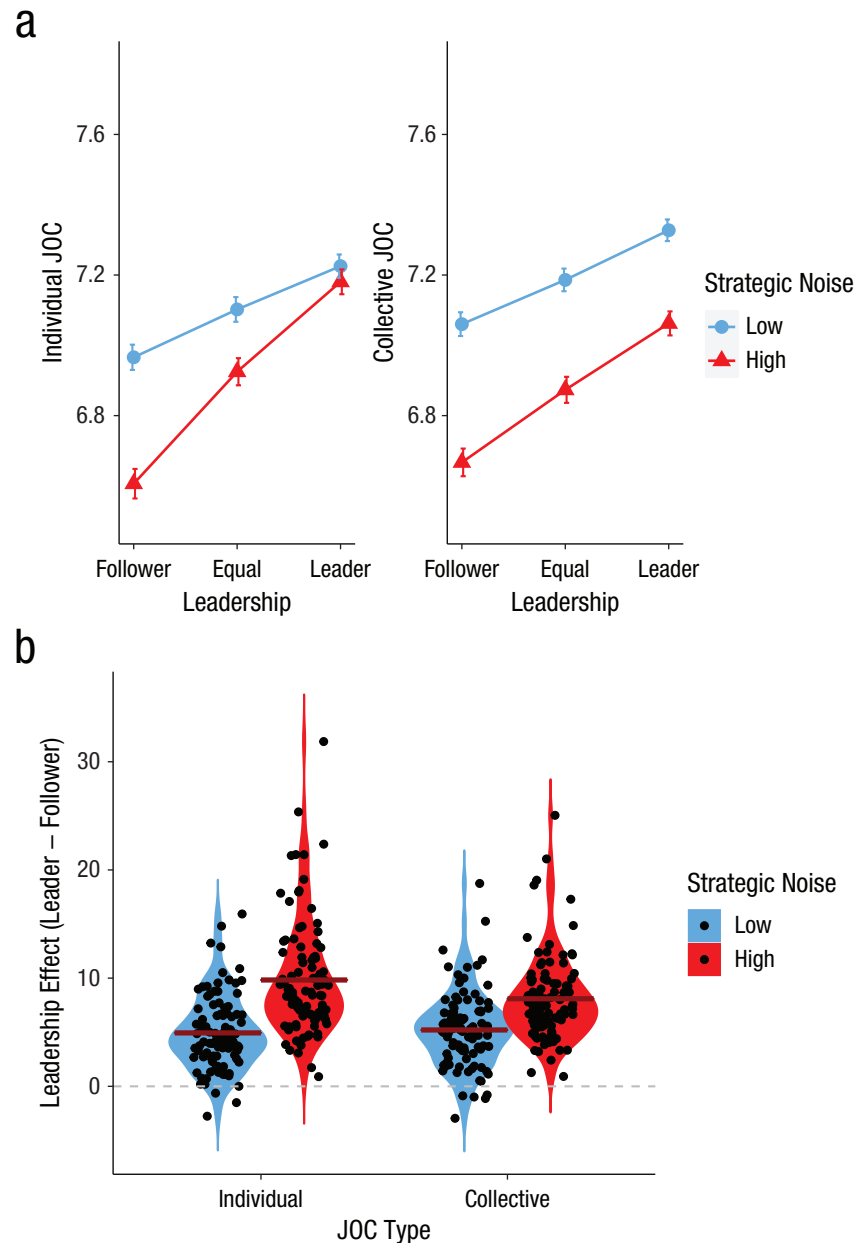 a
7.6
7.2
6.8
Individual JOC
Follower
Equal
Leader
Leadership
7.6
7.2
6.8
Collective JOC
Follower
Equal
Leader
Leadership
Strategic Noise
Low
High
b
30
20
10
0
Leadership Effect (Leader – Follower)
Individual
Collective
JOC Type
Strategic Noise
Low
High